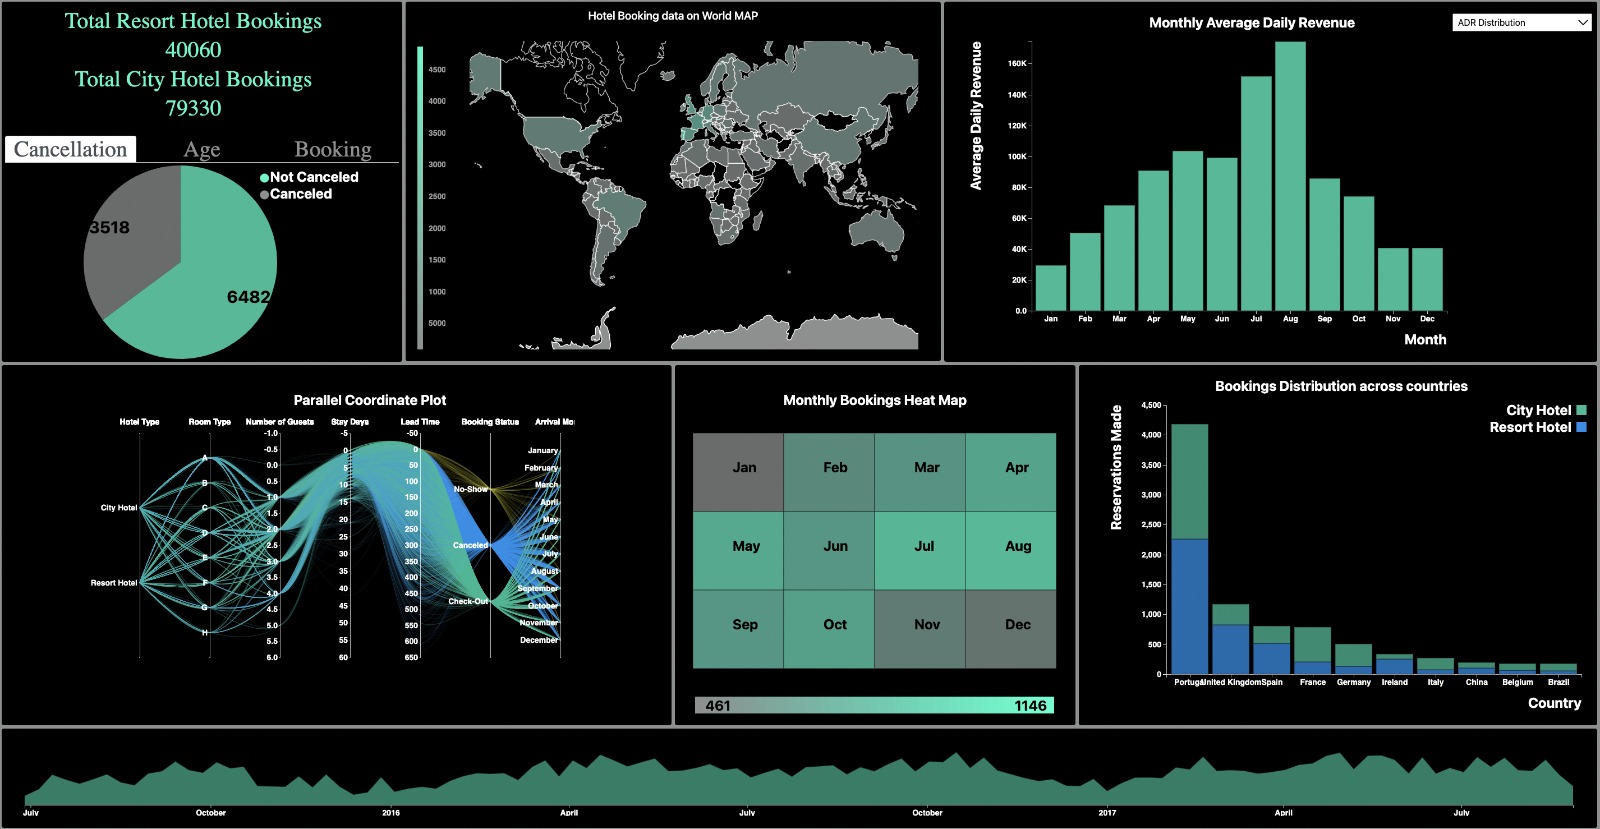 Total Resort Hotel Bookings
40060
Total City Hotel Bookings
79330
Cancellation Age Booking
Not Canceled
Canceled
3518
6482
Hotel Booking data on World MAP
4500
4000
3500
3000
2500
2000
1500
1000
5000
Monthly Average Daily Revenue
ADR Distribution
Average Daily Revenue
160K
140K
120K
100K
80K
60K
40K
20K
0.0
Jan Feb Mar Apr May Jun Jul Aug Sep Oct Nov Dec
Month
Parallel Coordinate Plot
Hotel Type Room Type Number of Guests Stay Days Lead Time Booking Status Arrival Mo
City Hotel
Resort Hotel
A
B
C
D
E
F
G
H
-1.0
-0.5
0.0
0.5
1.0
1.5
2.0
2.5
3.0
3.5
4.0
4.5
5.0
5.5
6.0
-5
0
5
10
15
20
25
30
35
40
45
50
55
60
-50
0
50
100
150
200
250
300
350
400
450
500
550
600
650
No-Show
Canceled
Check-Out
January
February
March
April
May
June
July
August
September
October
November
December
Monthly Bookings Heat Map
Jan Feb Mar Apr
May Jun Jul Aug
Sep Oct Nov Dec
461 1146
Bookings Distribution across countries
City Hotel
Resort Hotel
Reservations Made
4,500
4,000
3,500
3,000
2,500
2,000
1,500
1,000
500
0
Portugal United Kingdom Spain France Germany Ireland Italy China Belgium Brazil
Country
July October 2016 April July October 2017 April July